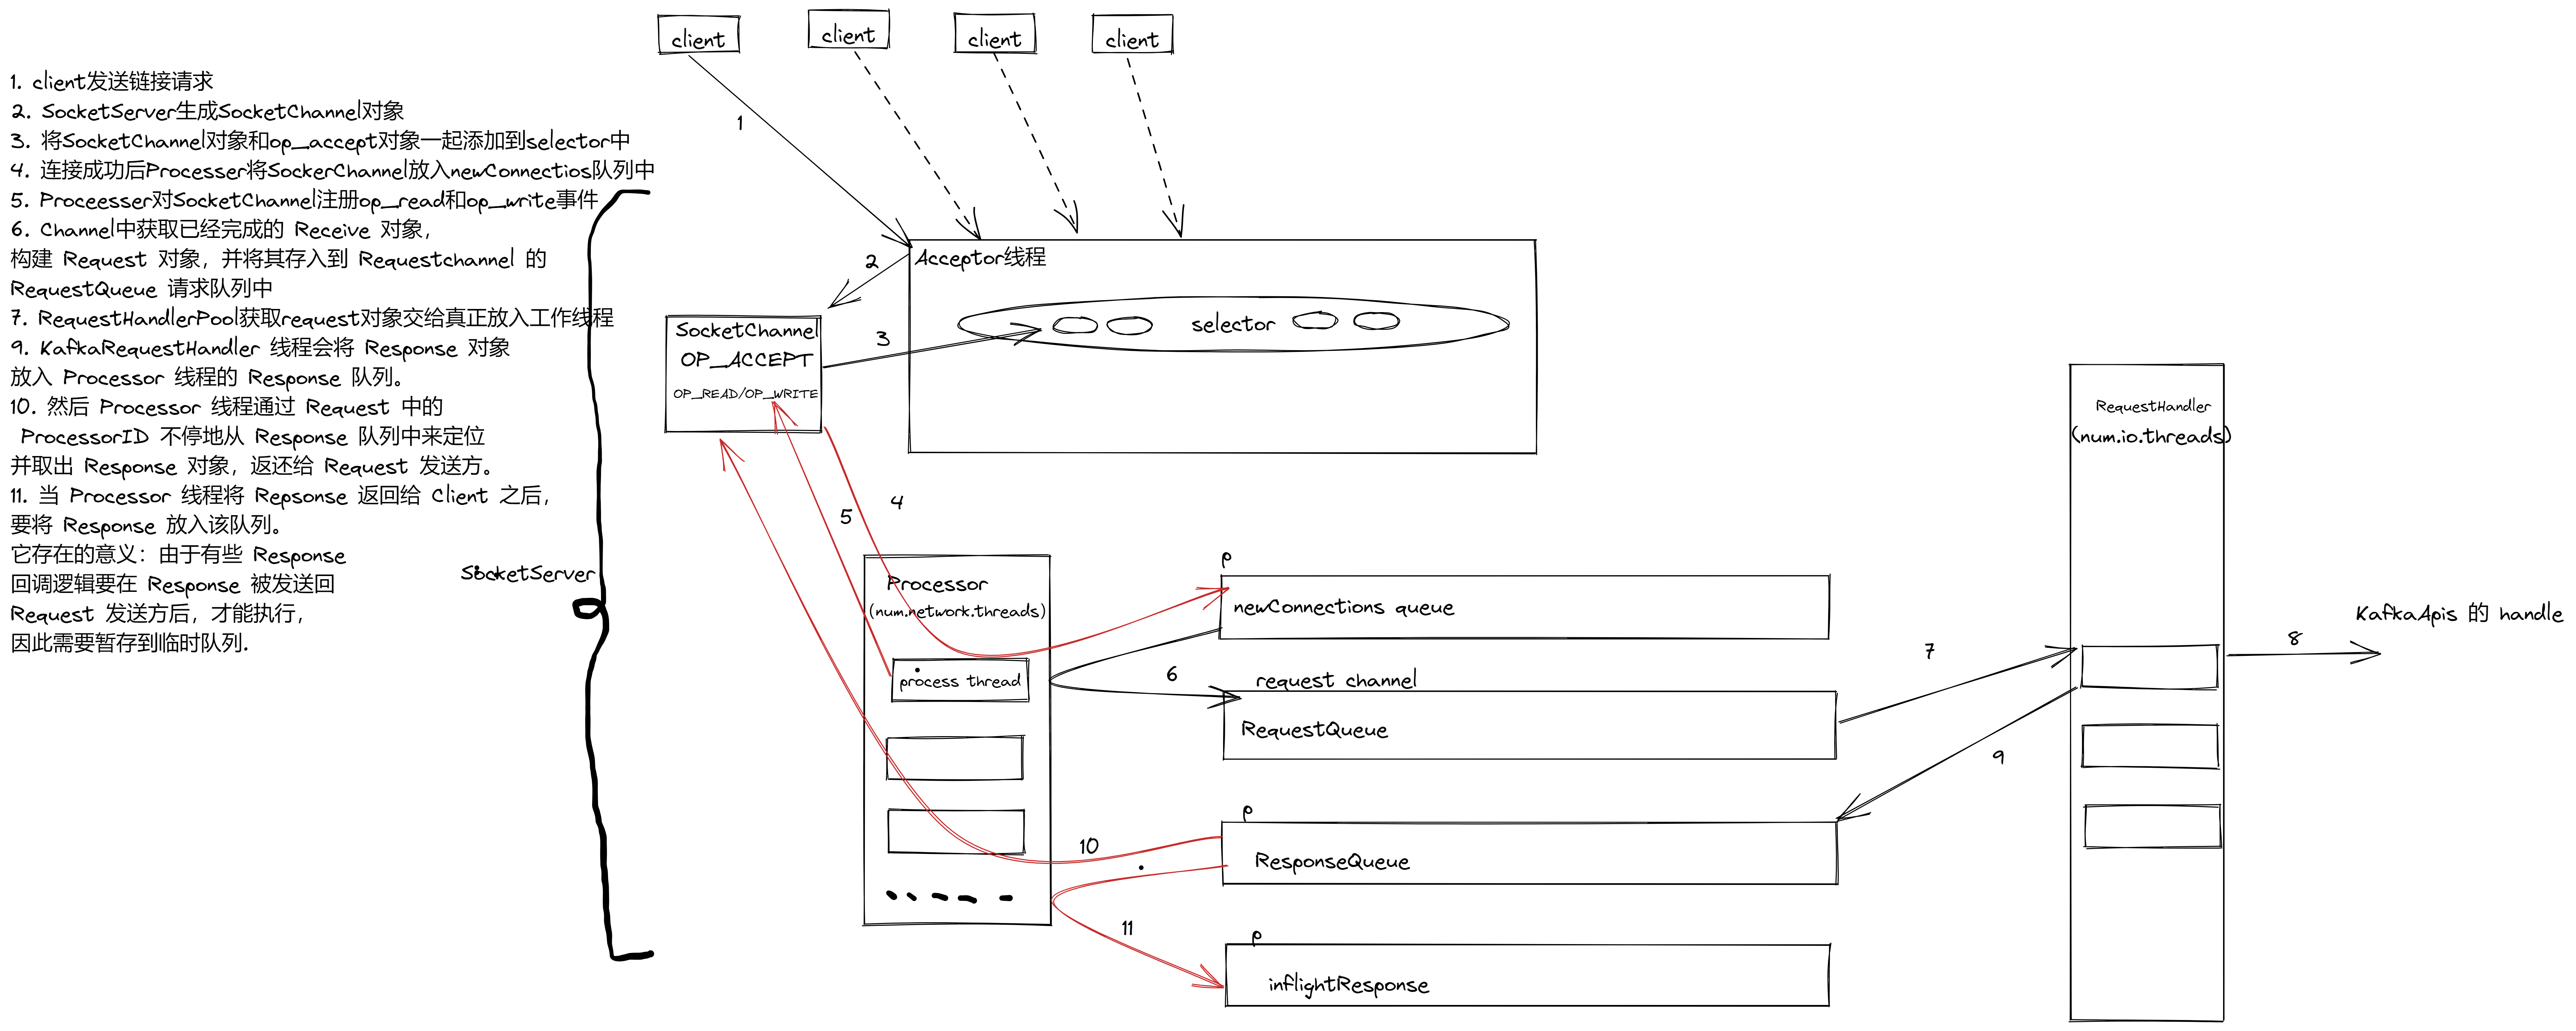 client
client
client
client
1. client发送链接请求
2. SocketServer生成SocketChannel对象
3. 将SocketChannel对象和op_accept对象一起添加到selector中
4. 连接成功后Processer将SockerChannel放入newConnectios队列中
5. Proceesser对SocketChannel注册op_read和op_write事件
6. Channel中获取已经完成的 Receive 对象，
构建 Request 对象，并将其存入到 Requestchannel 的
RequestQueue 请求队列中
7. RequestHandlerPool获取request对象交给真正放入工作线程
9. KafkaRequestHandler 线程会将 Response 对象
放入 Processor 线程的 Response 队列。
10. 然后 Processor 线程通过 Request 中的
ProcessorID 不停地从 Response 队列中来定位
并取出 Response 对象，返还给 Request 发送方。
11. 当 Processor 线程将 Repsonse 返回给 Client 之后，
要将 Response 放入该队列。
它存在的意义：由于有些 Response
回调逻辑要在 Response 被发送回
Request 发送方后，才能执行，
因此需要暂存到临时队列.
SocketServer
1
2
Acceptor线程
selector
SocketChannel
OP_ACCEPT
OP_READ/OP_WRITE
3
4
5
Processor
(num.network.threads)
process thread
p
newConnections queue
6
request channel
RequestQueue
7
RequestHandler
(num.io.threads)
8
KafkaApis 的 handle
9
p
ResponseQueue
10
11
p
inflightResponse